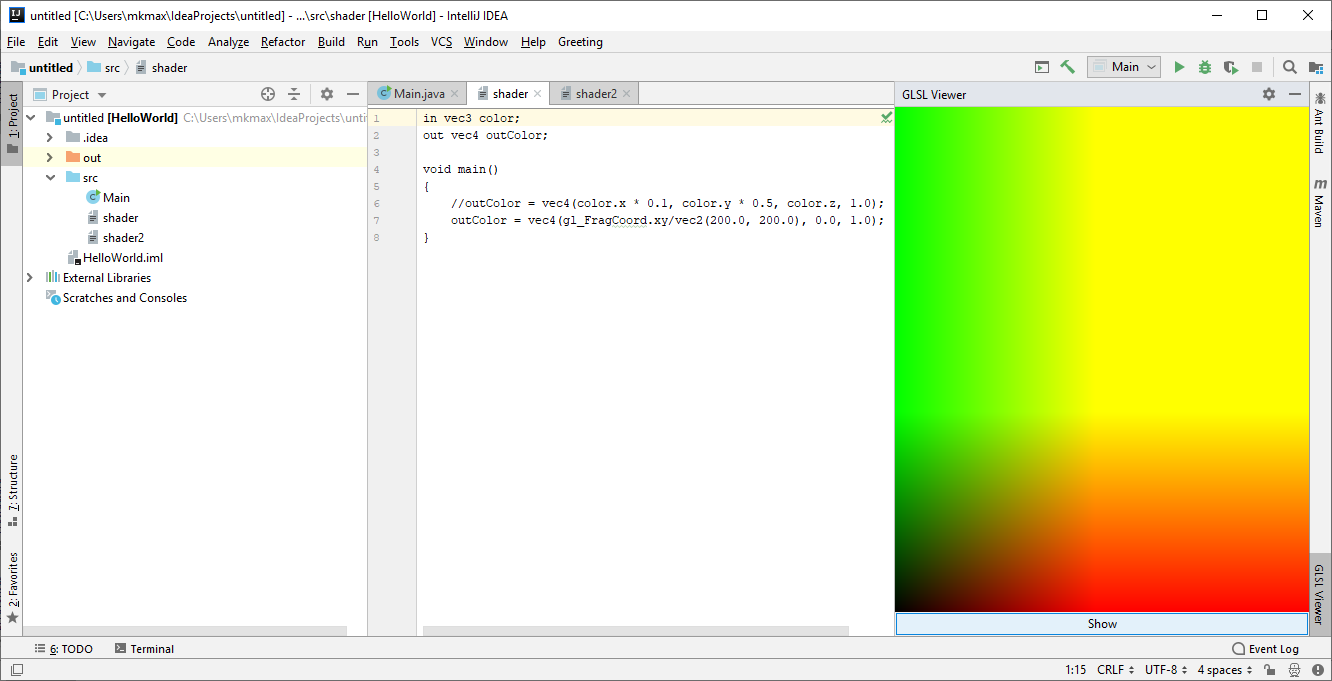 untitled [C:\Users\mkmax\IdeaProjects\untitled] - ...\src\shader [HelloWorld] - IntelliJ IDEA
File Edit View Navigate Code Analyze Refactor Build Run Tools VCS Window Help Greeting
untitled src shader Main
1: Project
Project
untitled [HelloWorld] C:\Users\mkmax\IdeaProjects\unti
.idea
out
src
Main
shader
shader2
HelloWorld.iml
External Libraries
Scratches and Consoles
7: Structure
2: Favorites
Main.java shader shader2
1 in vec3 color;
2 out vec4 outColor;
3
4 void main()
5 {
6 //outColor = vec4(color.x * 0.1, color.y * 0.5, color.z, 1.0);
7 outColor = vec4(gl_FragCoord.xy/vec2(200.0, 200.0), 0.0, 1.0);
8 }
GLSL Viewer
Show
Ant Build
m Maven
GLSL Viewer
6: TODO Terminal Event Log
1:15 CRLF UTF-8 4 spaces